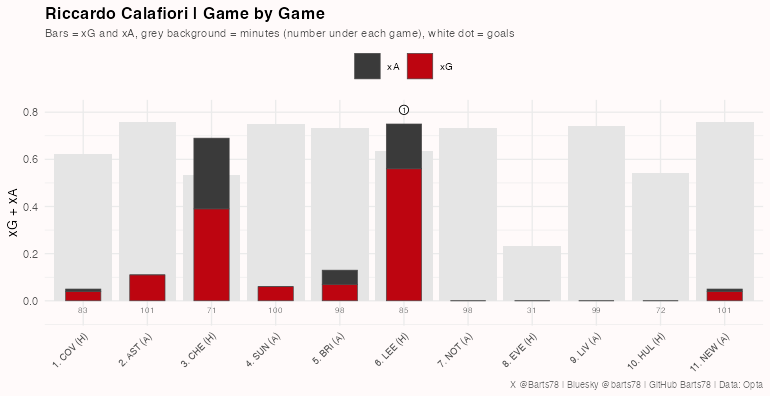 Riccardo Calafiori | Game by Game
Bars = xG and xA, grey background = minutes (number under each game), white dot = goals
xA xG
xG + xA
0.8
0.6
0.4
0.2
0.0
1
83 101 71 100 98 85 98 31 99 72 101
1. COV (H)
2. AST (A)
3. CHE (H)
4. SUN (A)
5. BRI (A)
6. LEE (H)
7. NOT (A)
8. EVE (H)
9. LIV (A)
10. HUL (H)
11. NEW (A)
X @Barts78 | Bluesky @barts78 | GitHub Barts78 | Data: Opta